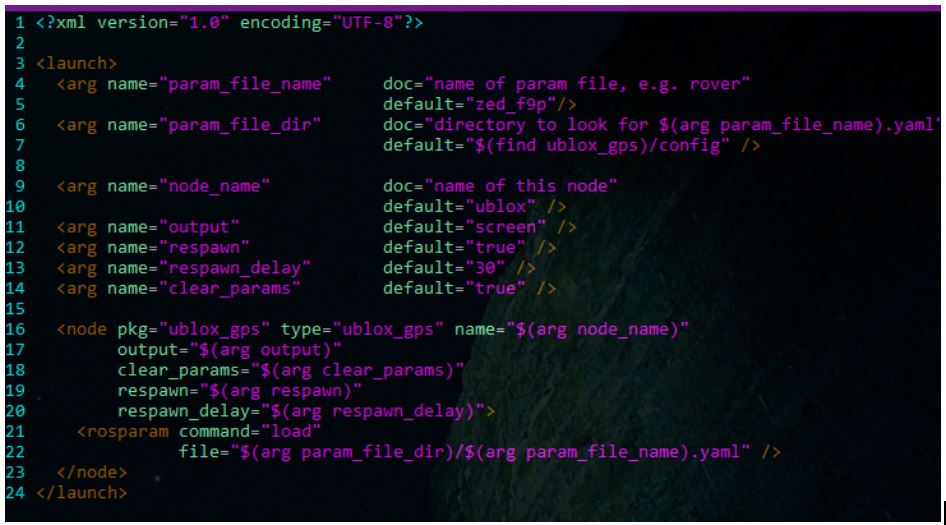 1 <?xml version="1.0" encoding="UTF-8"?>
2
3 <launch>
4   <arg name="param_file_name"      doc="name of param file, e.g. rover"
5                                    default="zed_f9p"/>
6   <arg name="param_file_dir"       doc="directory to look for $(arg param_file_name).yaml"
7                                    default="$(find ublox_gps)/config" />
8
9   <arg name="node_name"            doc="name of this node"
10                                   default="ublox" />
11  <arg name="output"               default="screen" />
12  <arg name="respawn"              default="true" />
13  <arg name="respawn_delay"        default="30" />
14  <arg name="clear_params"         default="true" />
15
16  <node pkg="ublox_gps" type="ublox_gps" name="$(arg node_name)"
17        output="$(arg output)"
18        clear_params="$(arg clear_params)"
19        respawn="$(arg respawn)"
20        respawn_delay="$(arg respawn_delay)">
21    <rosparam command="load"
22              file="$(arg param_file_dir)/$(arg param_file_name).yaml" />
23  </node>
24 </launch>